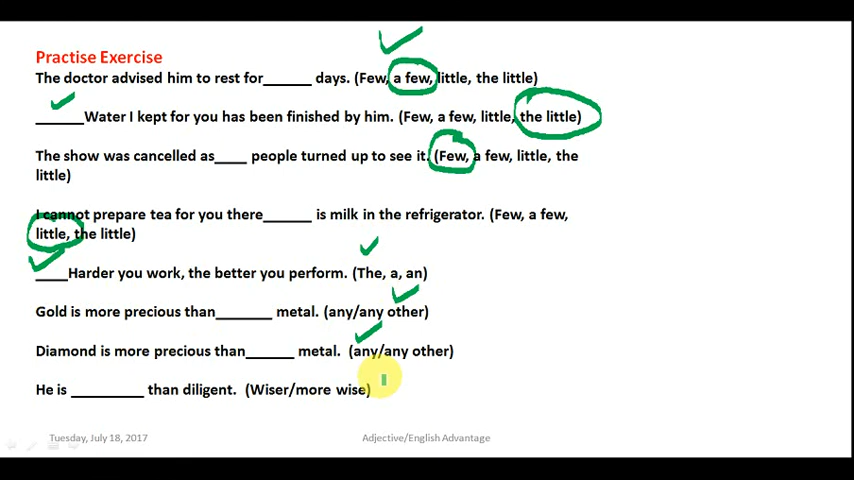 Practise Exercise
The doctor advised him to rest for______ days. (Few, a few, little, the little)
______Water I kept for you has been finished by him. (Few, a few, little, the little)
The show was cancelled as____ people turned up to see it. (Few, a few, little, the
little)
I cannot prepare tea for you there______ is milk in the refrigerator. (Few, a few,
little, the little)
____Harder you work, the better you perform. (The, a, an)
Gold is more precious than_______ metal. (any/any other)
Diamond is more precious than______ metal.  (any/any other)
He is _________ than diligent.  (Wiser/more wise)
Tuesday, July 18, 2017
Adjective/English Advantage